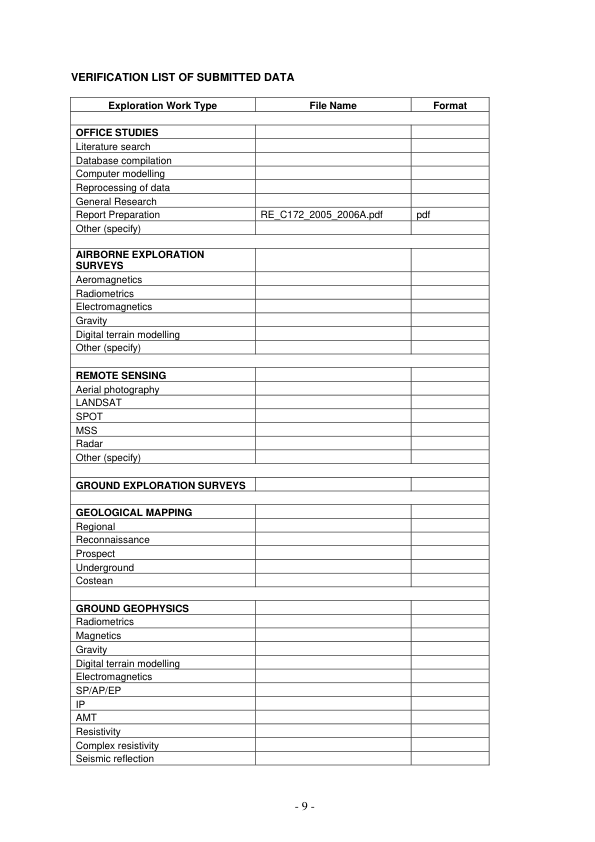 VERIFICATION LIST OF SUBMITTED DATA
Exploration Work Type File Name Format
OFFICE STUDIES
Literature search
Database compilation
Computer modelling
Reprocessing of data
General Research
Report Preparation RE_C172_2005_2006A.pdf pdf
Other (specify)
AIRBORNE EXPLORATION
SURVEYS
Aeromagnetics
Radiometrics
Electromagnetics
Gravity
Digital terrain modelling
Other (specify)
REMOTE SENSING
Aerial photography
LANDSAT
SPOT
MSS
Radar
Other (specify)
GROUND EXPLORATION SURVEYS
GEOLOGICAL MAPPING
Regional
Reconnaissance
Prospect
Underground
Costean
GROUND GEOPHYSICS
Radiometrics
Magnetics
Gravity
Digital terrain modelling
Electromagnetics
SP/AP/EP
IP
AMT
Resistivity
Complex resistivity
Seismic reflection
- 9 -